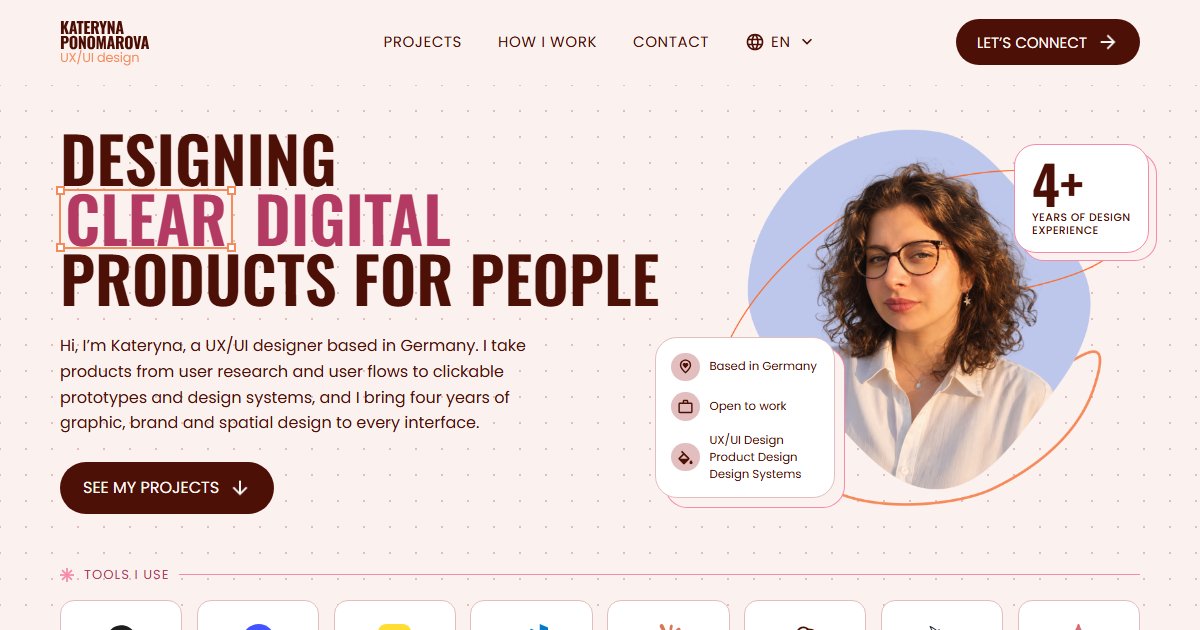 KATERYNA
PONOMAROVA
UX/UI design
PROJECTS
HOW I WORK
CONTACT
EN
LET'S CONNECT
DESIGNING
CLEAR DIGITAL
PRODUCTS FOR PEOPLE
Hi, I'm Kateryna, a UX/UI designer based in Germany. I take
products from user research and user flows to clickable
prototypes and design systems, and I bring four years of
graphic, brand and spatial design to every interface.
SEE MY PROJECTS
4+
YEARS OF DESIGN
EXPERIENCE
Based in Germany
Open to work
UX/UI Design
Product Design
Design Systems
TOOLS I USE